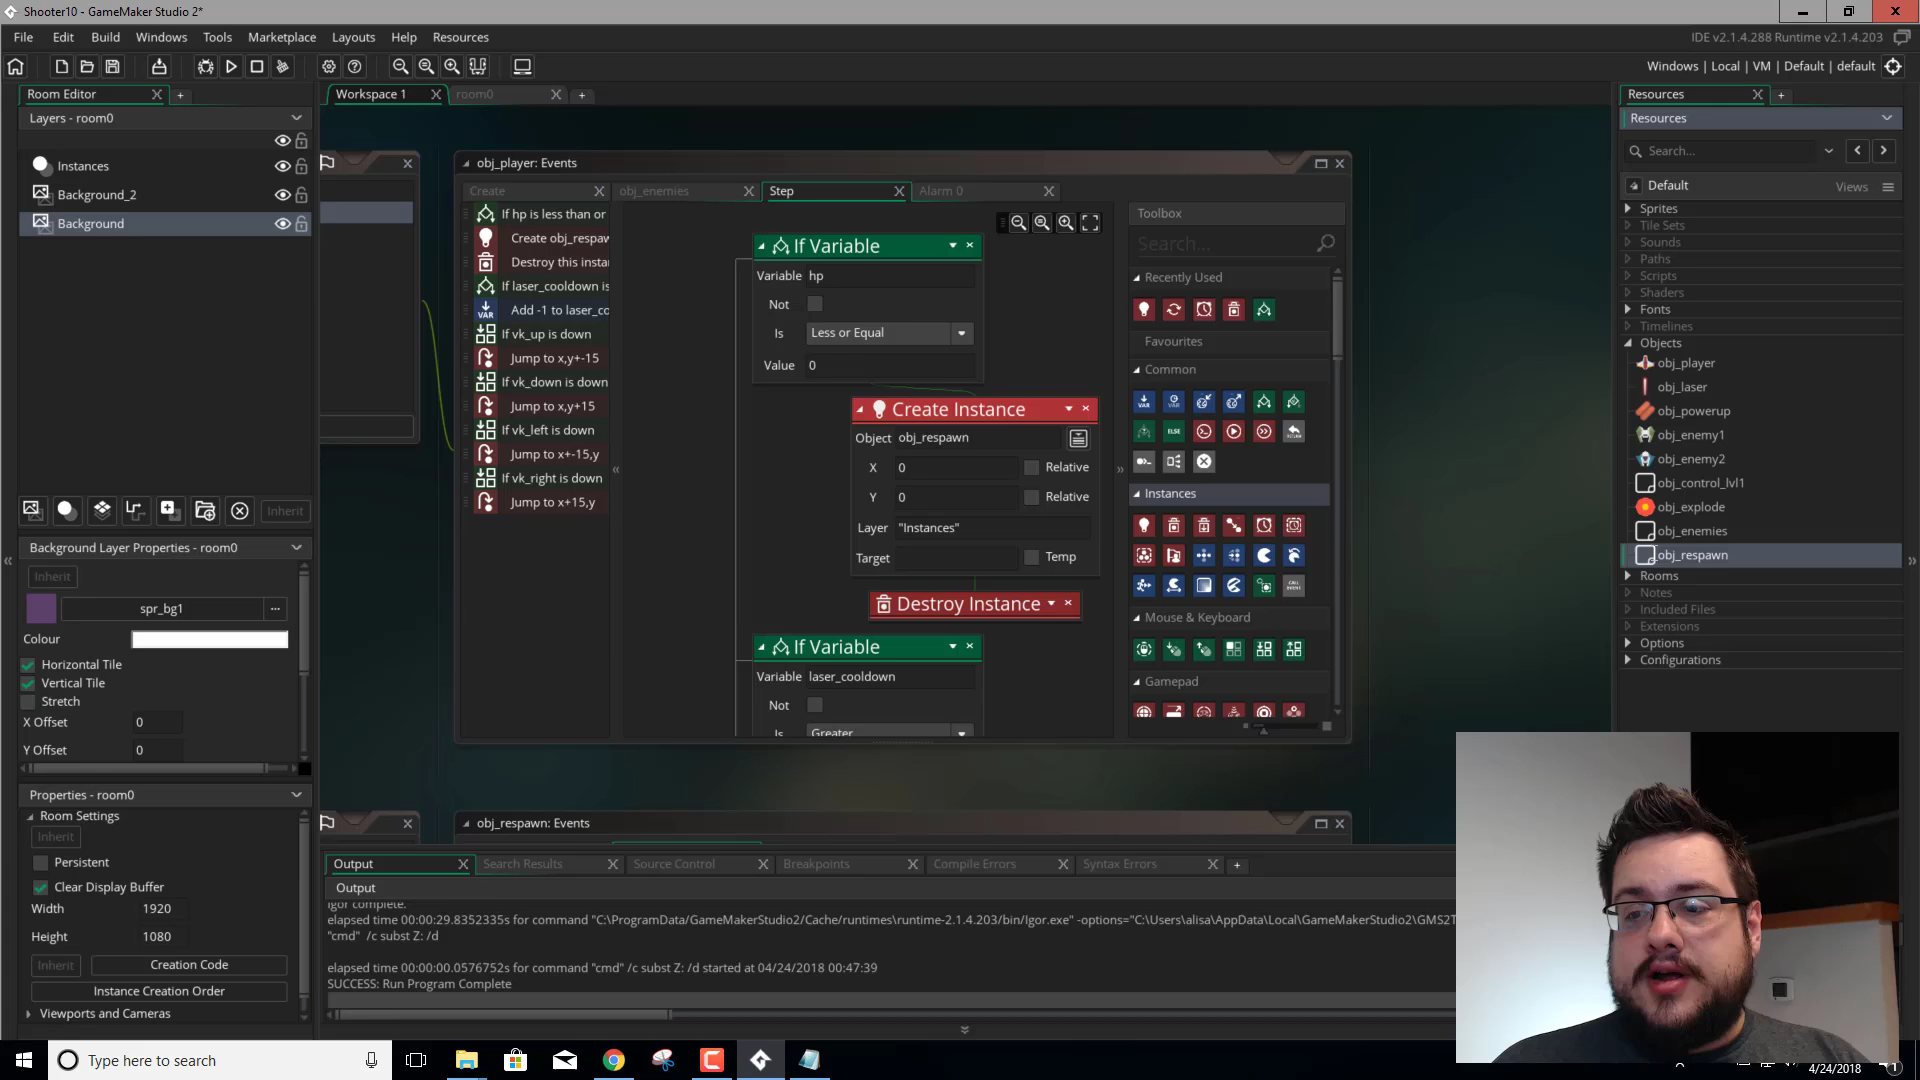 Shooter10 - GameMaker Studio 2*
File Edit Build Windows Tools Marketplace Layouts Help Resources
IDE v2.1.4.288 Runtime v2.1.4.203
Windows | Local | VM | Default | default
Room Editor
Workspace 1
room0
Resources
Layers - room0
Resources
Instances
Background_2
Background
Search...
Default
Views
Sprites
Tile Sets
Sounds
Paths
Scripts
Shaders
Fonts
Timelines
Objects
obj_player
obj_laser
obj_powerup
obj_enemy1
obj_enemy2
obj_control_lvl1
obj_explode
obj_enemies
obj_respawn
Rooms
Notes
Included Files
Extensions
Options
Configurations
obj_player: Events
Create
obj_enemies
Step
Alarm 0
If hp is less than or
Create obj_respaw
Destroy this insta
If laser_cooldown is
Add -1 to laser_co
If vk_up is down
Jump to x,y+-15
If vk_down is down
Jump to x,y+15
If vk_left is down
Jump to x+-15,y
If vk_right is down
Jump to x+15,y
If Variable
Variable hp
Not
Is Less or Equal
Value 0
Create Instance
Object obj_respawn
X 0 Relative
Y 0 Relative
Layer "Instances"
Target Temp
Destroy Instance
If Variable
Variable laser_cooldown
Not
Is Greater
Toolbox
Search...
Recently Used
Favourites
Common
VAR
VAR
ELSE
Instances
Mouse & Keyboard
Gamepad
Inherit
Background Layer Properties - room0
Inherit
spr_bg1
...
Colour
Horizontal Tile
Vertical Tile
Stretch
X Offset 0
Y Offset 0
Properties - room0
Room Settings
Inherit
Persistent
Clear Display Buffer
Width 1920
Height 1080
Inherit
Creation Code
Instance Creation Order
Viewports and Cameras
obj_respawn: Events
Output
Search Results
Source Control
Breakpoints
Compile Errors
Syntax Errors
Output
Igor complete.
elapsed time 00:00:29.8352335s for command "C:\ProgramData/GameMakerStudio2/Cache/runtimes\runtime-2.1.4.203/bin/Igor.exe" -options="C:\Users\alisa\AppData\Local\GameMakerStudio2\GMS2T
"cmd" /c subst Z: /d
elapsed time 00:00:00.0576752s for command "cmd" /c subst Z: /d started at 04/24/2018 00:47:39
SUCCESS: Run Program Complete
Type here to search
4/24/2018
1